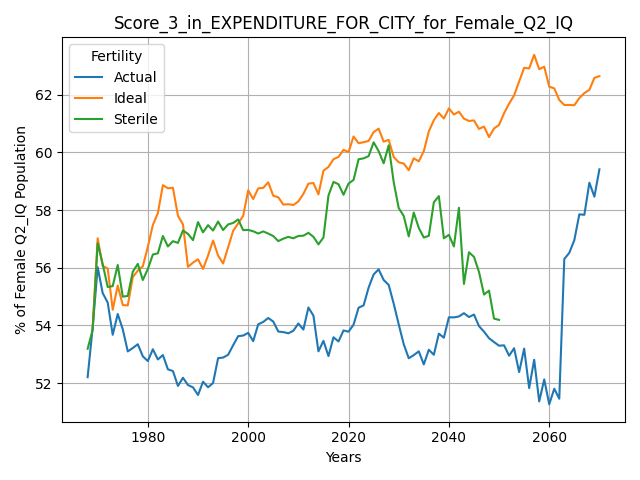 Score_3_in_EXPENDITURE_FOR_CITY_for_Female_Q2_IQ
Fertility
Actual
Ideal
Sterile
% of Female Q2_IQ Population
62
60
58
56
54
52
1980
2000
2020
2040
2060
Years